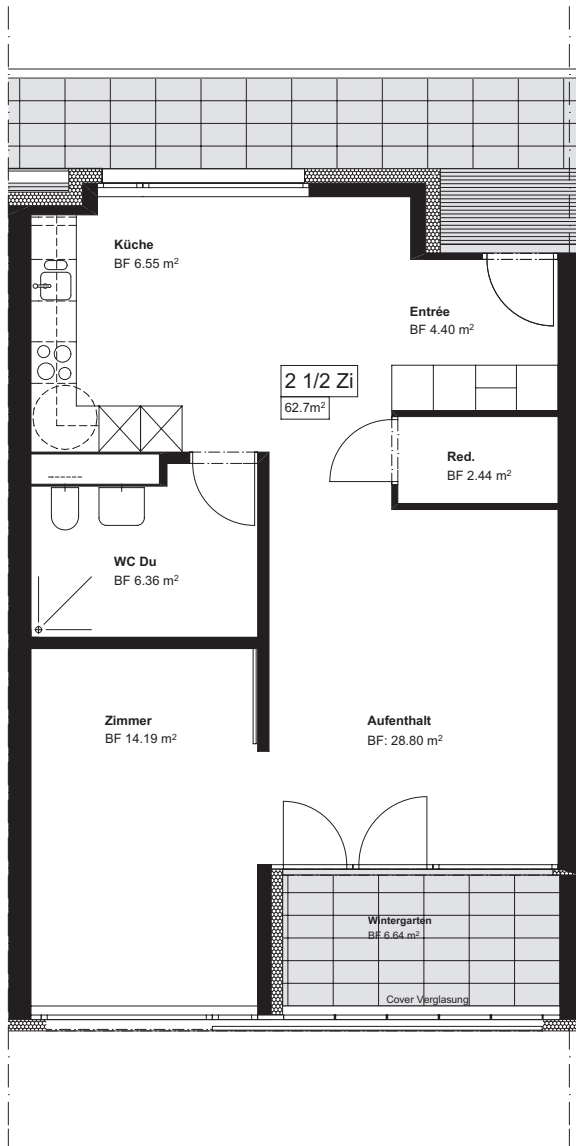 Küche
BF 6.55 m²
Entrée
BF 4.40 m²
2 1/2 Zi
62.7m²
Red.
BF 2.44 m²
WC Du
BF 6.36 m²
Zimmer
BF 14.19 m²
Aufenthalt
BF: 28.80 m²
Wintergarten
BF 6.64 m²
Cover Verglasung